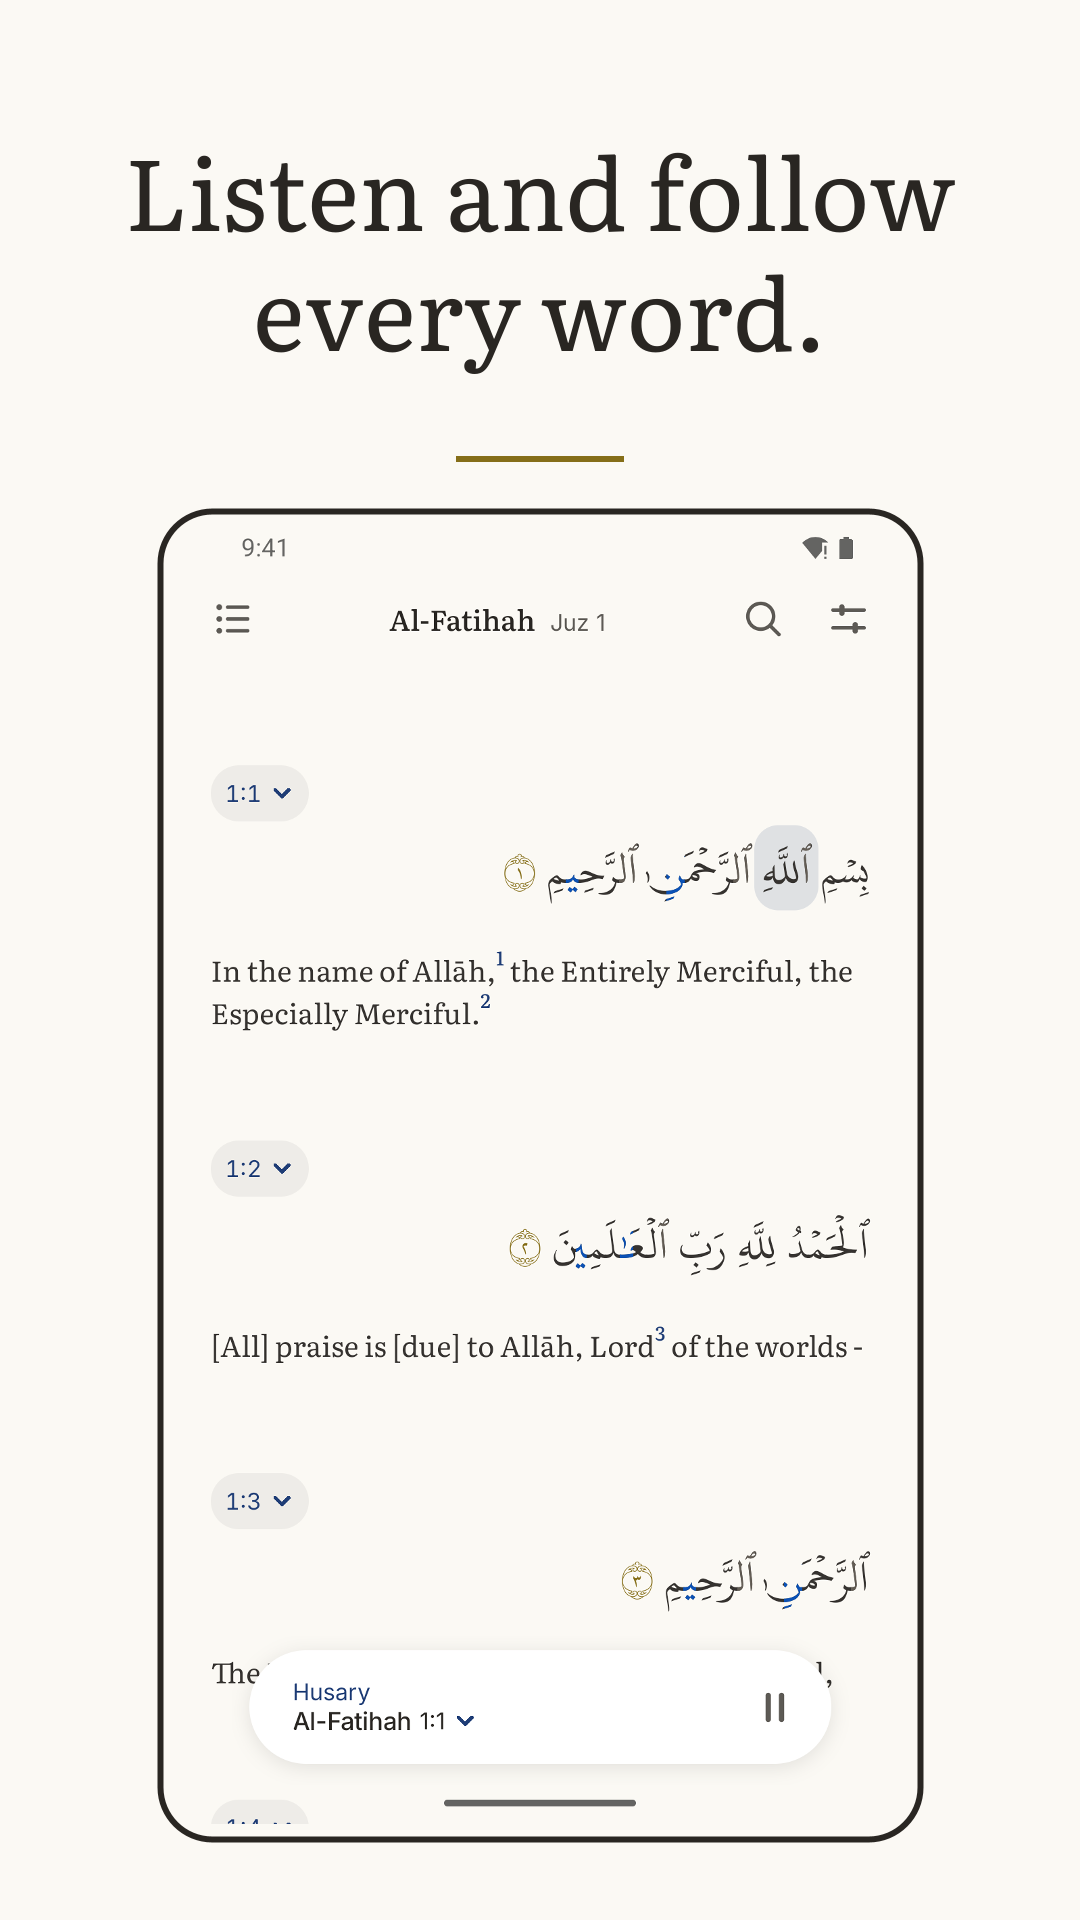 Listen and follow
every word.
9:41
Al-Fatihah Juz 1
1:1
بِسۡمِ ٱللَّهِ ٱلرَّحۡمَـٰنِ ٱلرَّحِيمِ ١
In the name of Allāh,1 the Entirely Merciful, the
Especially Merciful.2
1:2
ٱلۡحَمۡدُ لِلَّهِ رَبِّ ٱلۡعَـٰلَمِينَ ٢
[All] praise is [due] to Allāh, Lord3 of the worlds -
1:3
ٱلرَّحۡمَـٰنِ ٱلرَّحِيمِ ٣
The
Husary
Al-Fatihah 1:1
1:4